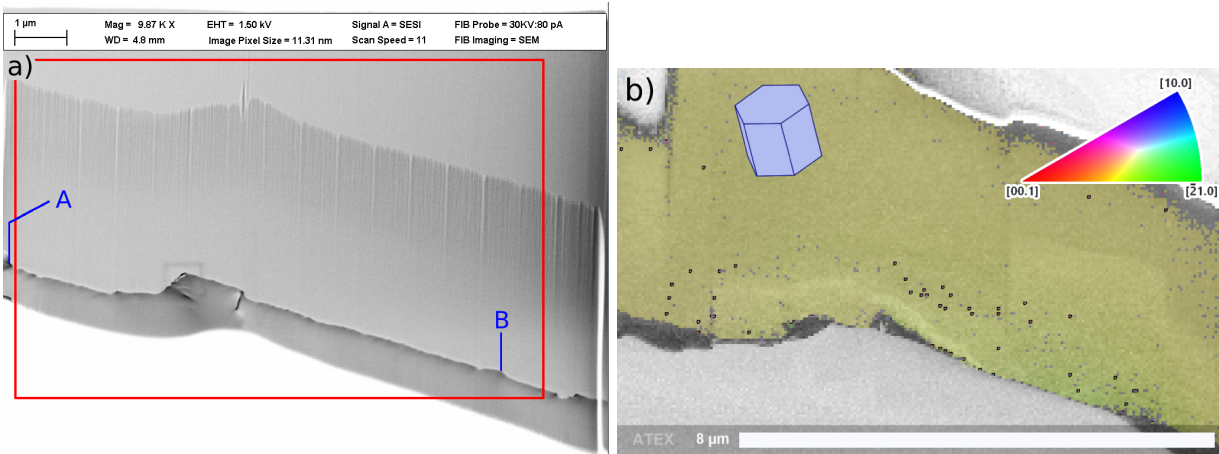 1 µm
Mag = 9.87 K X
EHT = 1.50 kV
Signal A = SESI
FIB Probe = 30KV:80 pA
WD = 4.8 mm
Image Pixel Size = 11.31 nm
Scan Speed = 11
FIB Imaging = SEM
a)
A
B
b)
[10.0]
[00.1]
[2̄1.0]
ATEX 8 µm